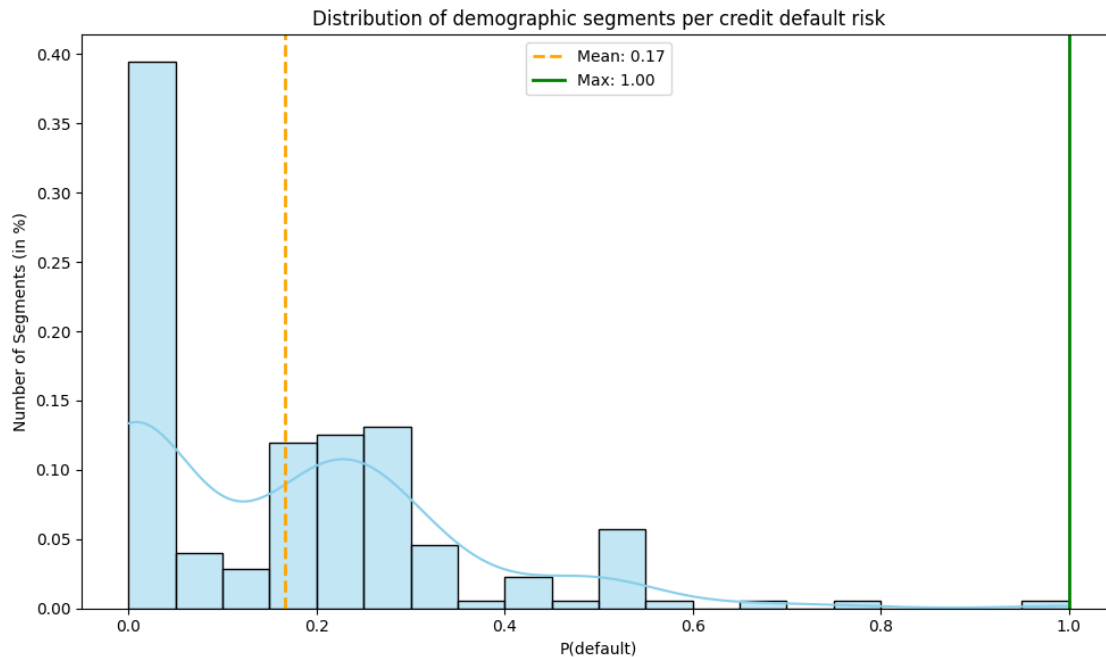 Distribution of demographic segments per credit default risk
Mean: 0.17
Max: 1.00
Number of Segments (in %)
0.40
0.35
0.30
0.25
0.20
0.15
0.10
0.05
0.00
0.0 0.2 0.4 0.6 0.8 1.0
P(default)